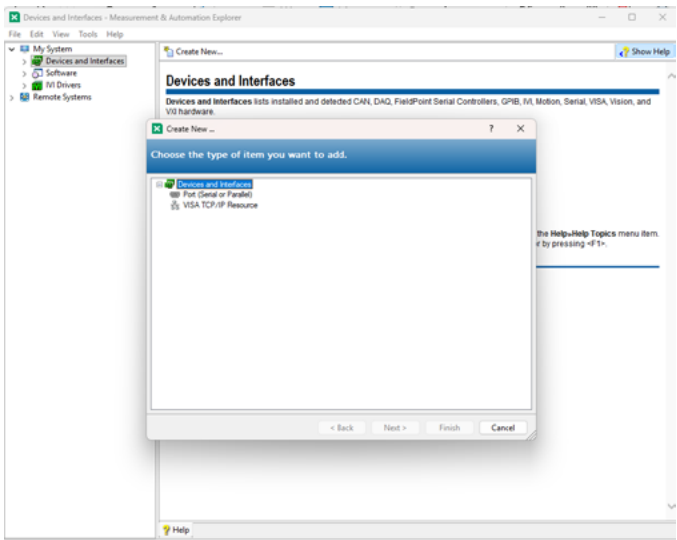 Devices and Interfaces - Measurement & Automation Explorer
File Edit View Tools Help
My System
Devices and Interfaces
Software
IVI Drivers
Remote Systems
Create New...
Show Help
Devices and Interfaces
Devices and Interfaces lists installed and detected CAN, DAQ, FieldPoint Serial Controllers, GPIB, IVI, Motion, Serial, VISA, Vision, and
VXI hardware.
Create New ...
?
Choose the type of item you want to add.
Devices and Interfaces
Port (Serial or Parallel)
VISA TCP/IP Resource
the Help»Help Topics menu item.
or by pressing <F1>.
< Back Next > Finish Cancel
Help